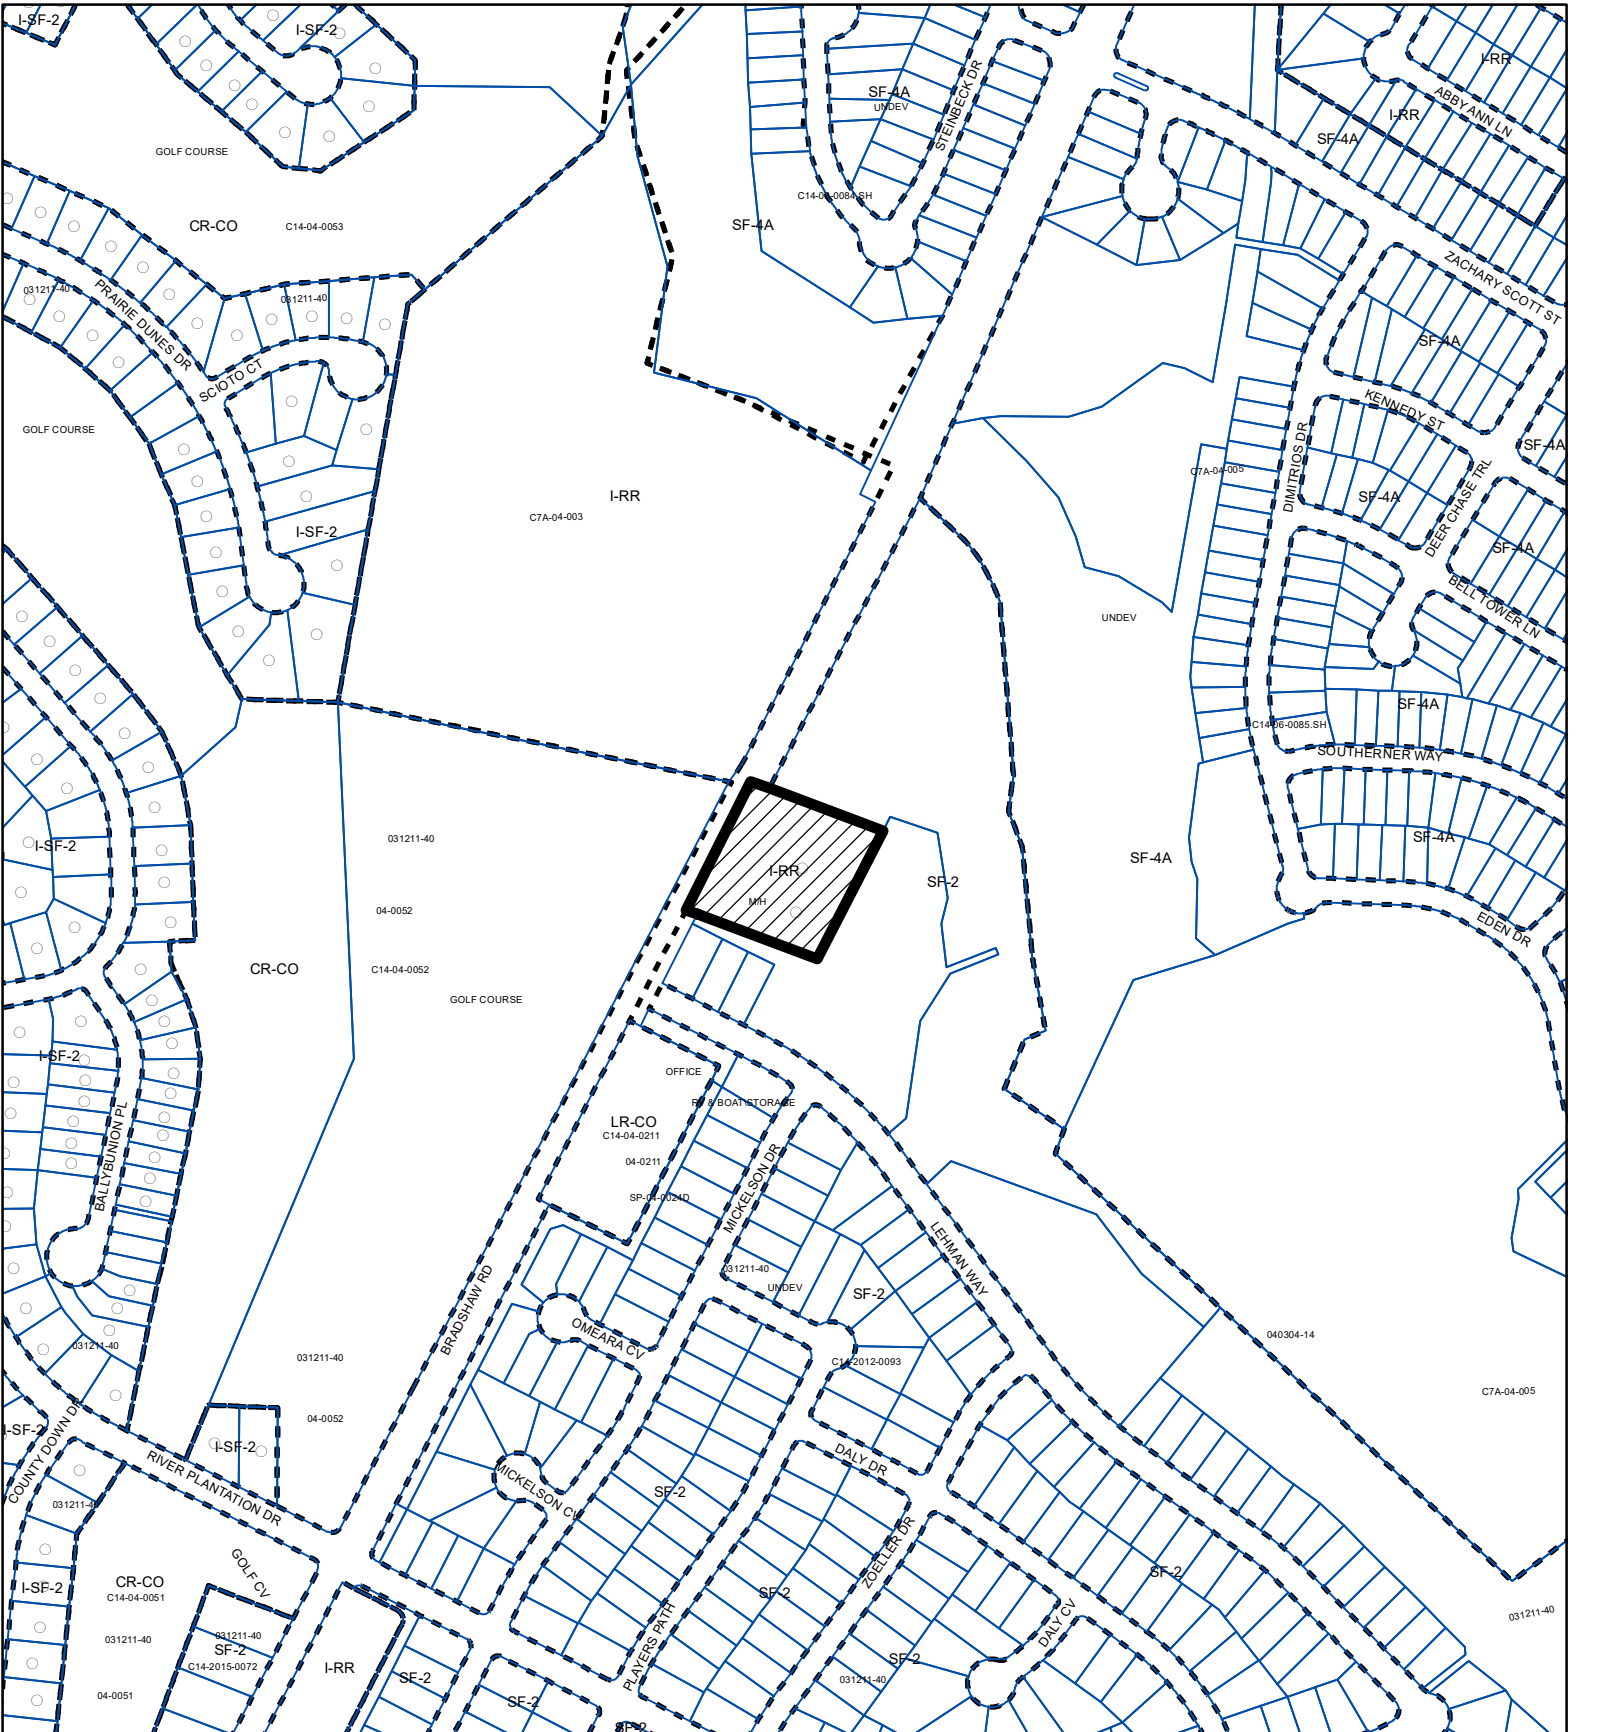 I-SF-2
I-SF-2
I-RR
ABBY ANN LN
I-RR
SF-4A
SF-4A
UNDEV
STEINBECK DR
GOLF COURSE
CR-CO
C14-04-0053
SF-4A
ZACHARY SCOTT ST
031211-40
031211-40
PRAIRIE DUNES DR
SCIOTO CT
SF-4A
KENNEDY ST
SF-4A
GOLF COURSE
DIMITRIOS DR
C7A-04-005
SF-4A
DEER CHASE TRL
I-RR
C7A-04-003
I-SF-2
SF-4A
BELL TOWER LN
UNDEV
SF-4A
C14-06-0085.SH
SOUTHERNER WAY
031211-40
I-SF-2
SF-4A
SF-4A
I-RR
M/H
SF-2
04-0052
EDEN DR
CR-CO
C14-04-0052
GOLF COURSE
I-SF-2
OFFICE
RV & BOAT STORAGE
LR-CO
C14-04-0211
04-0211
SP-04-0024D
BALLYBUNION PL
MICKELSON DR
LEHMAN WAY
031211-40
UNDEV
SF-2
BRADSHAW RD
OMEARA CV
C14-2012-0093
040304-14
C7A-04-005
031211-40
031211-40
04-0052
I-SF-2
COUNTY DOWN DR
I-SF-2
RIVER PLANTATION DR
031211-40
DALY DR
MICKELSON CV
SF-2
ZOELLER DR
GOLF CV
CR-CO
C14-04-0051
031211-40
04-0051
I-SF-2
SF-2
SF-2
031211-40
031211-40
SF-2
C14-2015-0072
I-RR
SF-2
SF-2
SF-2
PLAYERS PATH
DALY CV
SF-2
031211-40